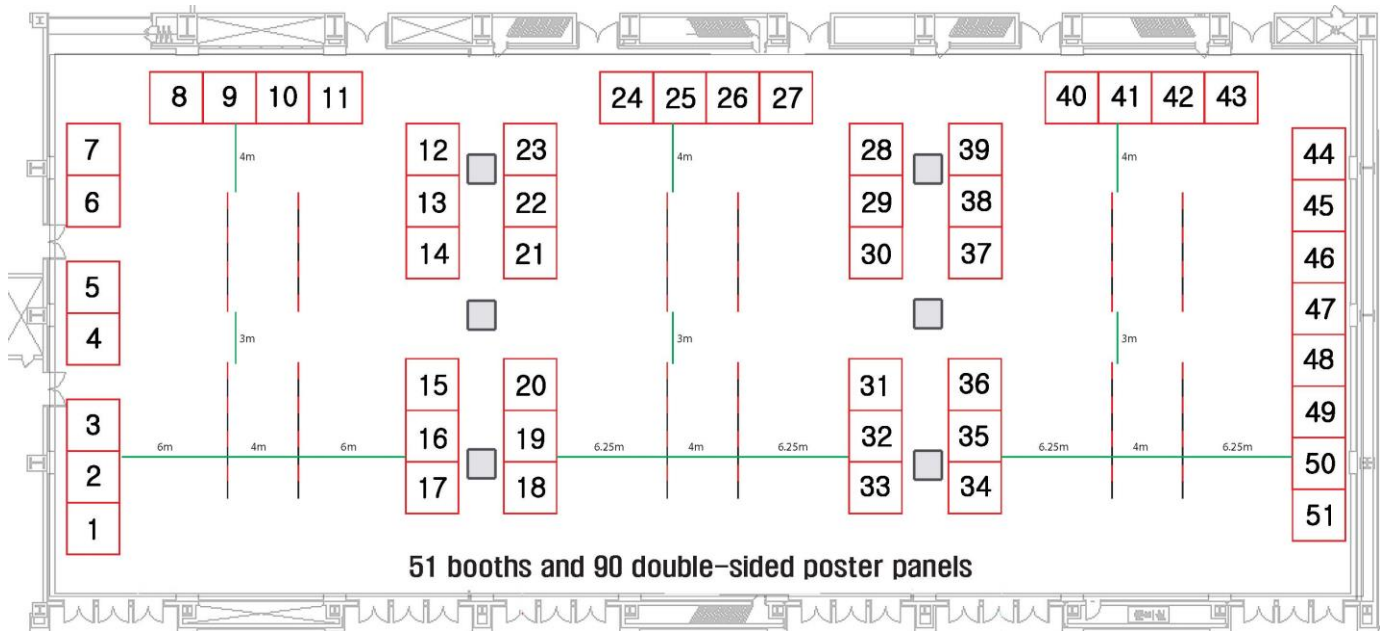 8 9 10 11 24 25 26 27 40 41 42 43
7 12 23 28 39 44
4m 4m 4m
6 13 22 29 38 45
14 21 30 37 46
5 47
4 3m 3m 3m 48
15 20 31 36
3 16 19 32 35 49
6m 4m 6m 6.25m 4m 6.25m 6.25m 4m 6.25m
2 17 18 33 34 50
1 51
51 booths and 90 double-sided poster panels